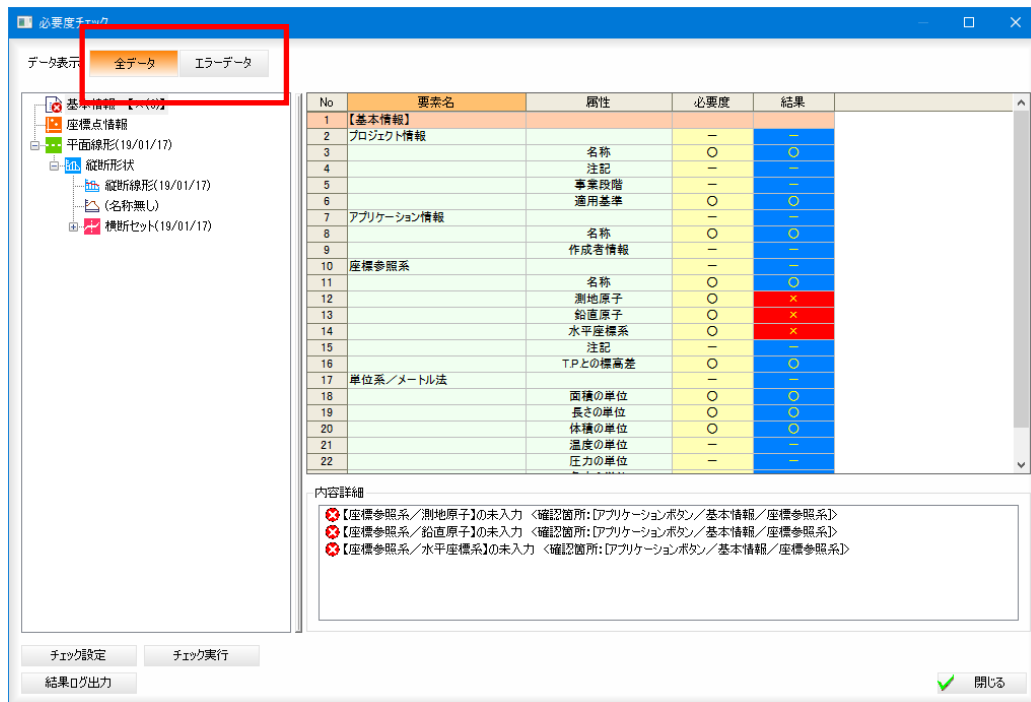 必要度チェック
データ表示 全データ エラーデータ
基本情報
座標点情報
平面線形(19/01/17)
縦断形状
縦断線形(19/01/17)
(名称無し)
横断セット(19/01/17)
No 要素名 属性 必要度 結果
1 【基本情報】
2 プロジェクト情報 － －
3 名称 ○ ○
4 注記 － －
5 事業段階 － －
6 適用基準 ○ ○
7 アプリケーション情報 － －
8 名称 ○ ○
9 作成者情報 － －
10 座標参照系 － －
11 名称 ○ ○
12 測地原子 ○ ×
13 鉛直原子 ○ ×
14 水平座標系 ○ ×
15 注記 － －
16 T.P.との標高差 ○ ○
17 単位系／メートル法 － －
18 面積の単位 ○ ○
19 長さの単位 ○ ○
20 体積の単位 ○ ○
21 温度の単位 － －
22 圧力の単位 － －
内容詳細
【座標参照系／測地原子】の未入力 <確認箇所:[アプリケーションボタン／基本情報／座標参照系]>
【座標参照系／鉛直原子】の未入力 <確認箇所:[アプリケーションボタン／基本情報／座標参照系]>
【座標参照系／水平座標系】の未入力 <確認箇所:[アプリケーションボタン／基本情報／座標参照系]>
チェック設定 チェック実行
結果ログ出力 閉じる